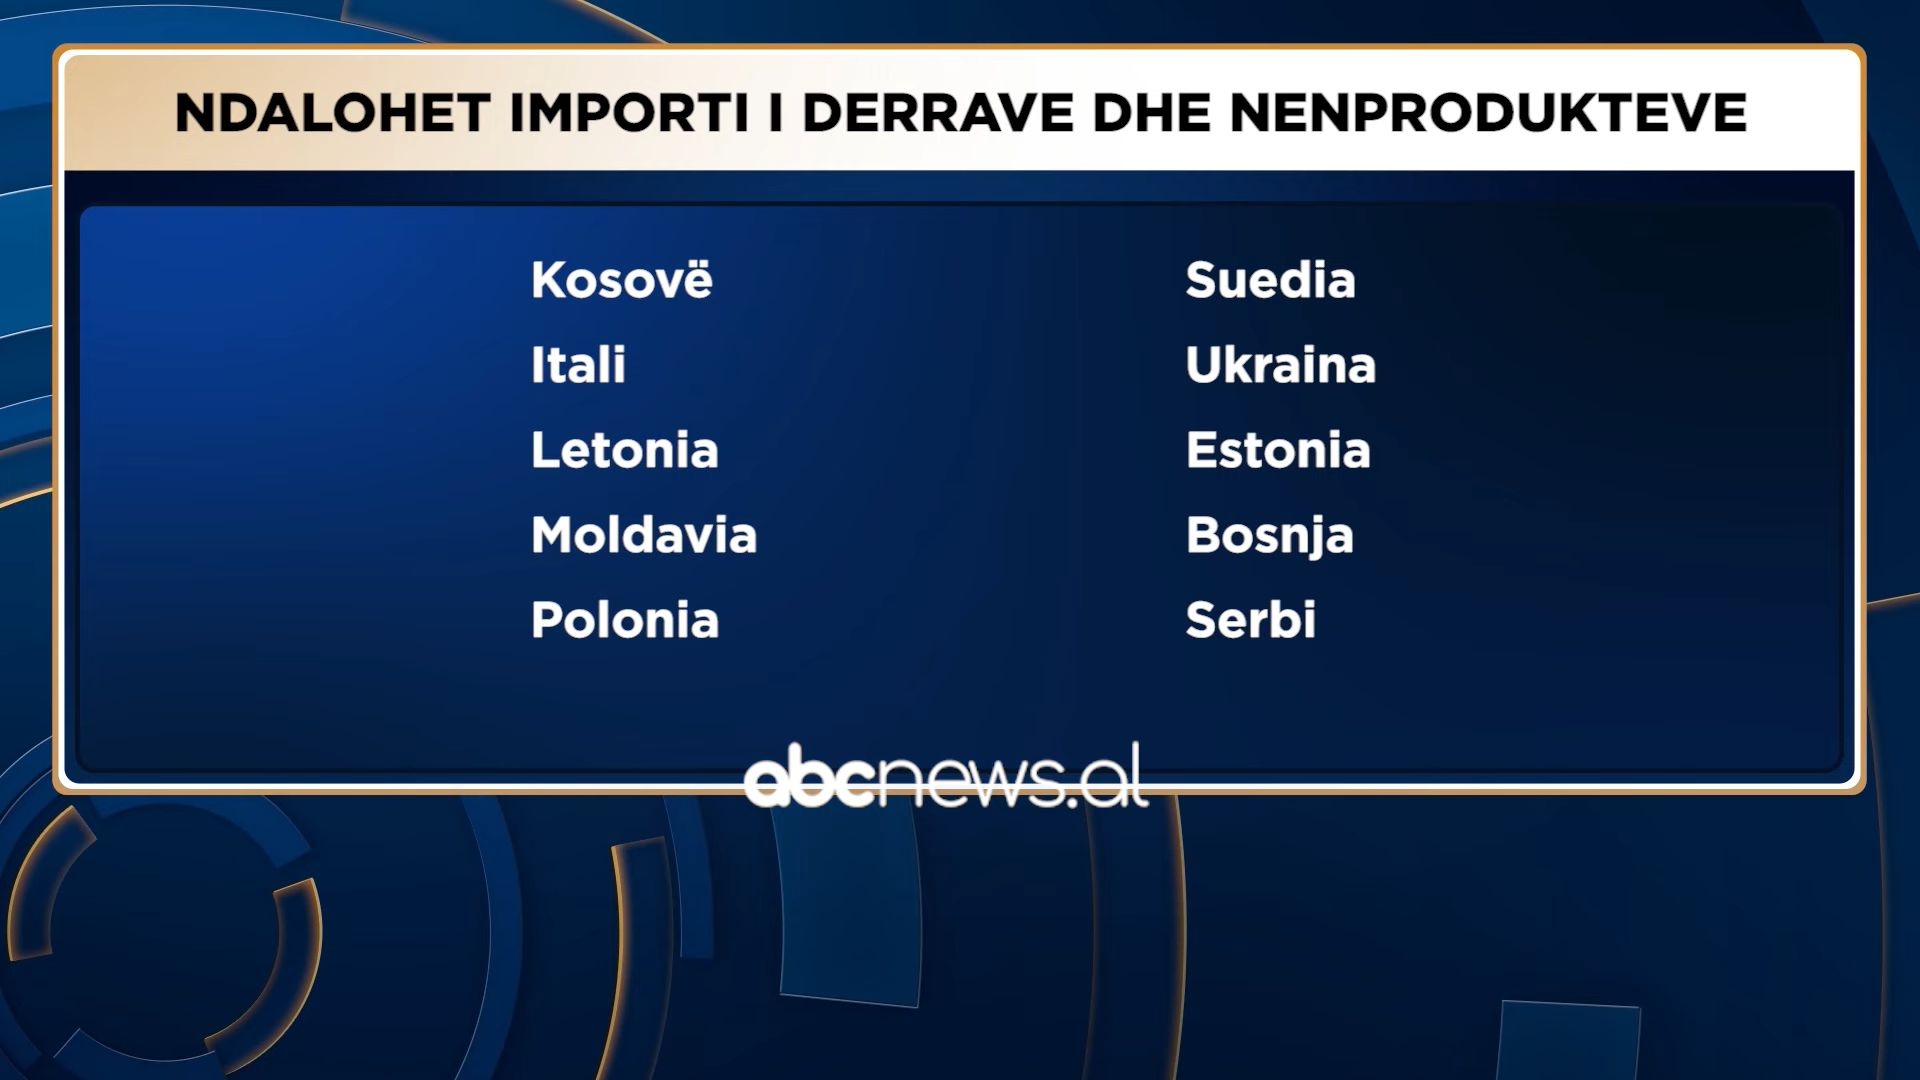 NDALOHET IMPORTI I DERRAVE DHE NENPRODUKTEVE
Kosovë
Itali
Letonia
Moldavia
Polonia
Suedia
Ukraina
Estonia
Bosnja
Serbi
abcnews.al